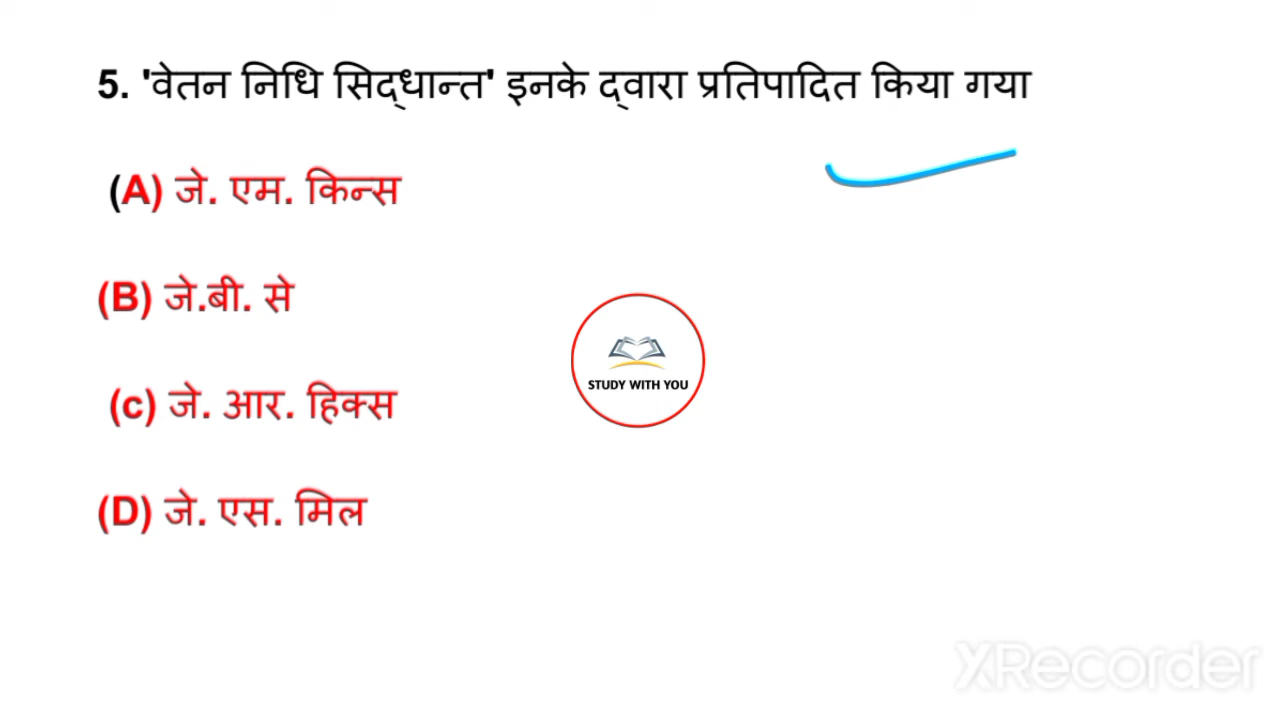 5. 'वेतन निधि सिद्धान्त' इनके द्वारा प्रतिपादित किया गया
(A) जे. एम. किन्स
(B) जे.बी. से
STUDY WITH YOU
(c) जे. आर. हिक्स
(D) जे. एस. मिल
XRecorder